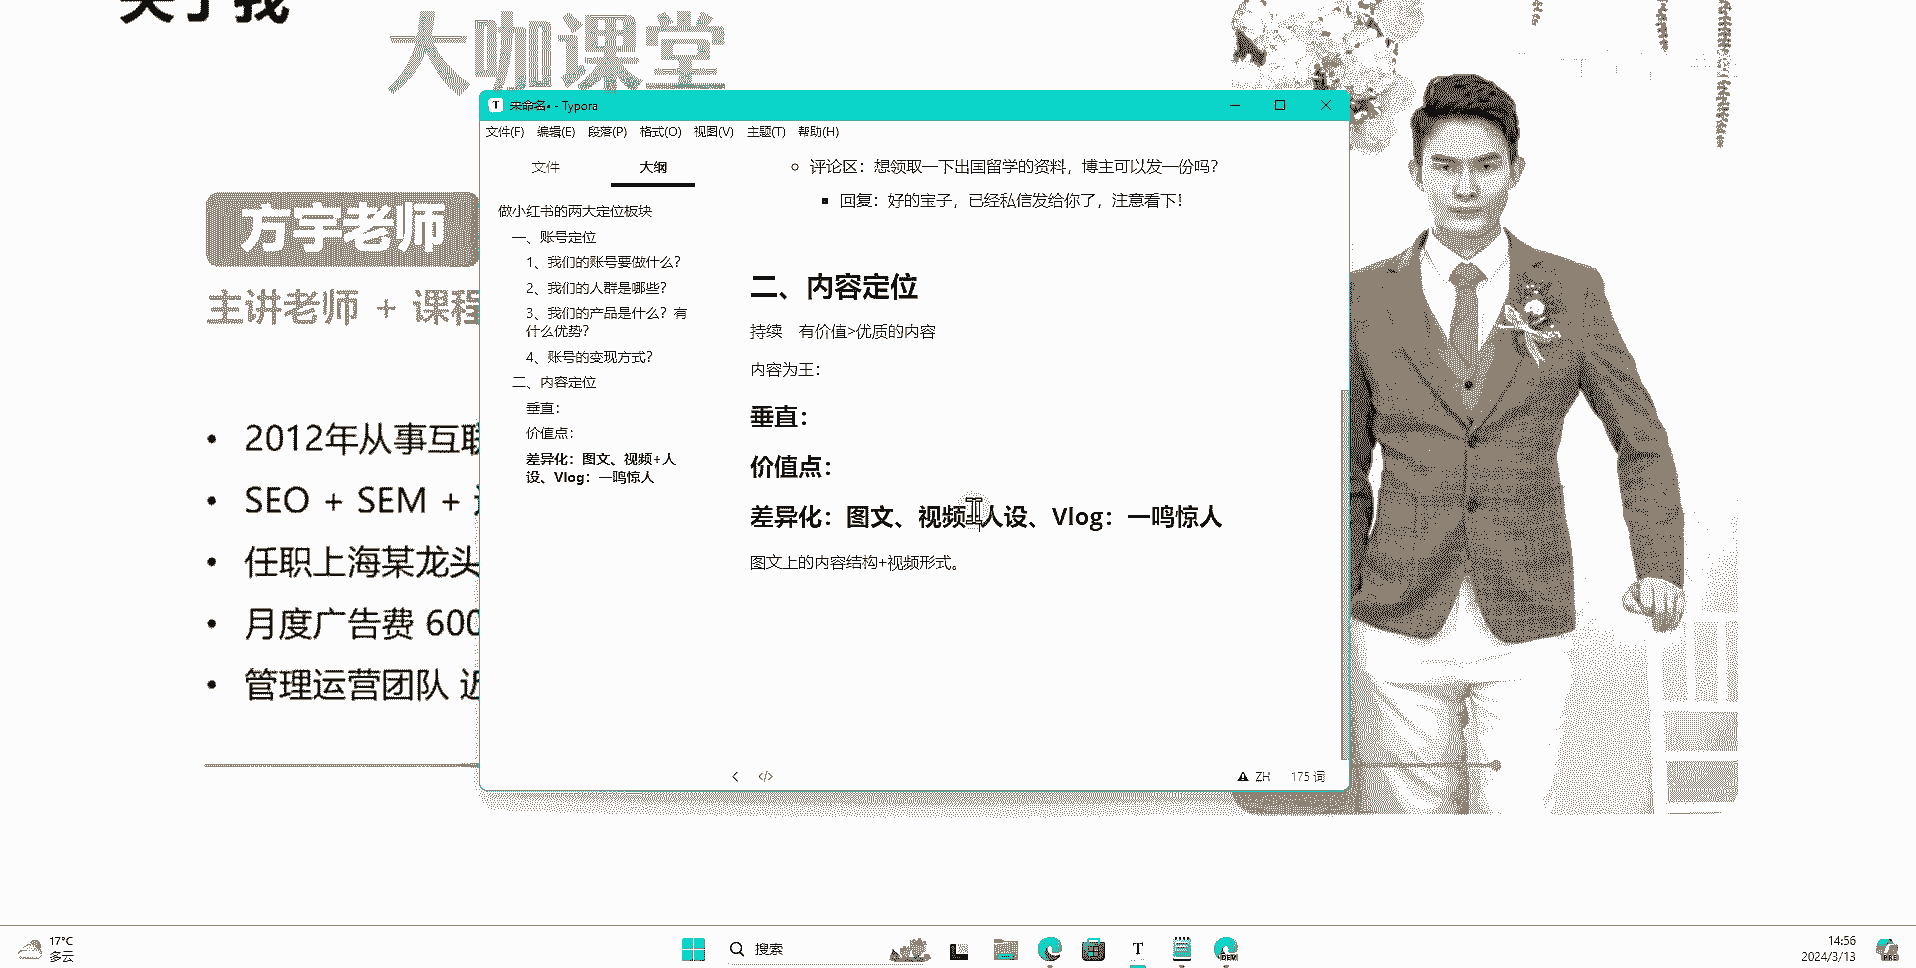 关于我
大咖课堂
方宇老师
主讲老师 + 课程
• 2012年从事互联
• SEO + SEM +
• 任职上海某龙头
• 月度广告费 600
• 管理运营团队 近
未命名• - Typora
文件(F) 编辑(E) 段落(P) 格式(O) 视图(V) 主题(T) 帮助(H)
文件 大纲
做小红书的两大定位板块
一、账号定位
1、我们的账号要做什么?
2、我们的人群是哪些?
3、我们的产品是什么?有
什么优势?
4、账号的变现方式?
二、内容定位
垂直:
价值点:
差异化:图文、视频+人
设、Vlog:一鸣惊人
评论区:想领取一下出国留学的资料,博主可以发一份吗?
回复:好的宝子,已经私信发给你了,注意看下!
二、内容定位
持续 有价值>优质的内容
内容为王:
垂直:
价值点:
差异化:图文、视频+人设、Vlog:一鸣惊人
图文上的内容结构+视频形式。
ZH 175 词
17°C
多云
搜索
T
DEV
14:56
2024/3/13
PRE